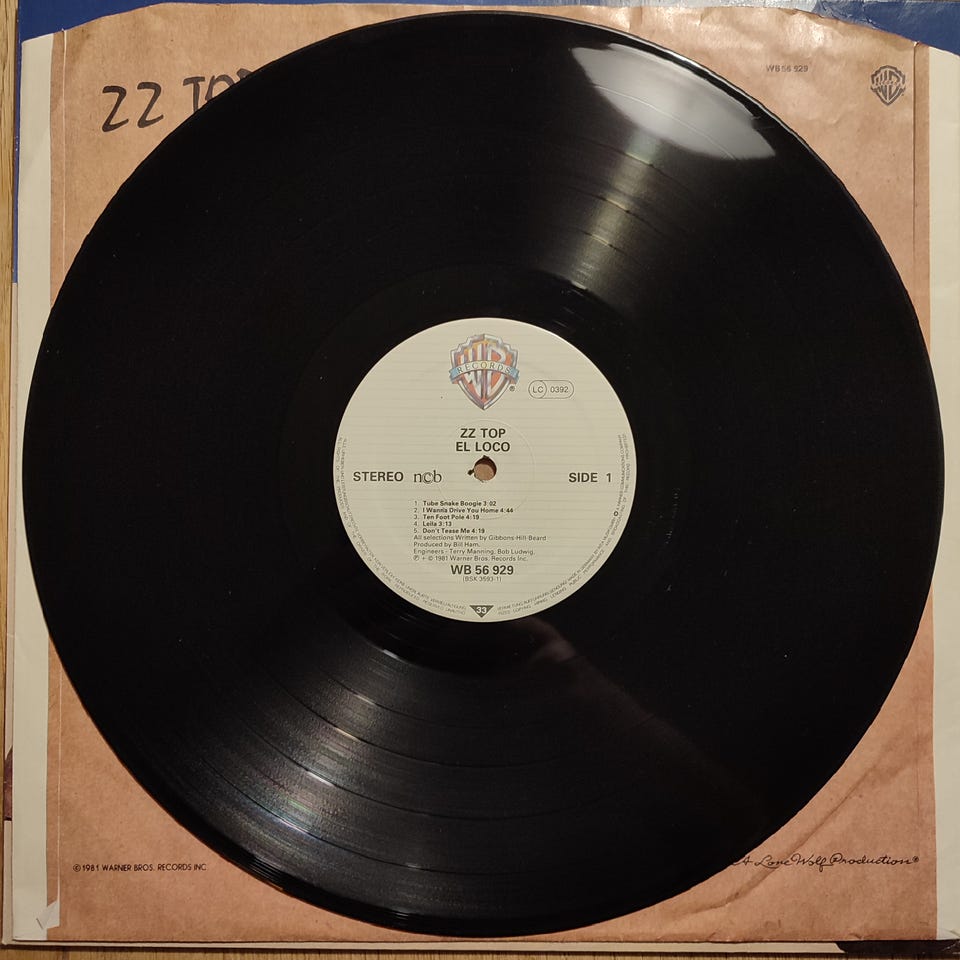 ZZ TOP
WB 56 929
WB
RECORDS
®
LC 0392
ZZ TOP
EL LOCO
STEREO ncb SIDE 1
1. Tube Snake Boogie 3:02
2. I Wanna Drive You Home 4:44
3. Ten Foot Pole 4:19
4. Leila 3:13
5. Don't Tease Me 4:19
All selections Written by Gibbons-Hill-Beard
Produced by Bill Ham.
Engineers - Terry Manning, Bob Ludwig.
℗ + © 1981 Warner Bros. Records Inc.
WB 56 929
(BSK 3593-1)
33
© 1981 WARNER BROS. RECORDS INC
A Lone Wolf Production®